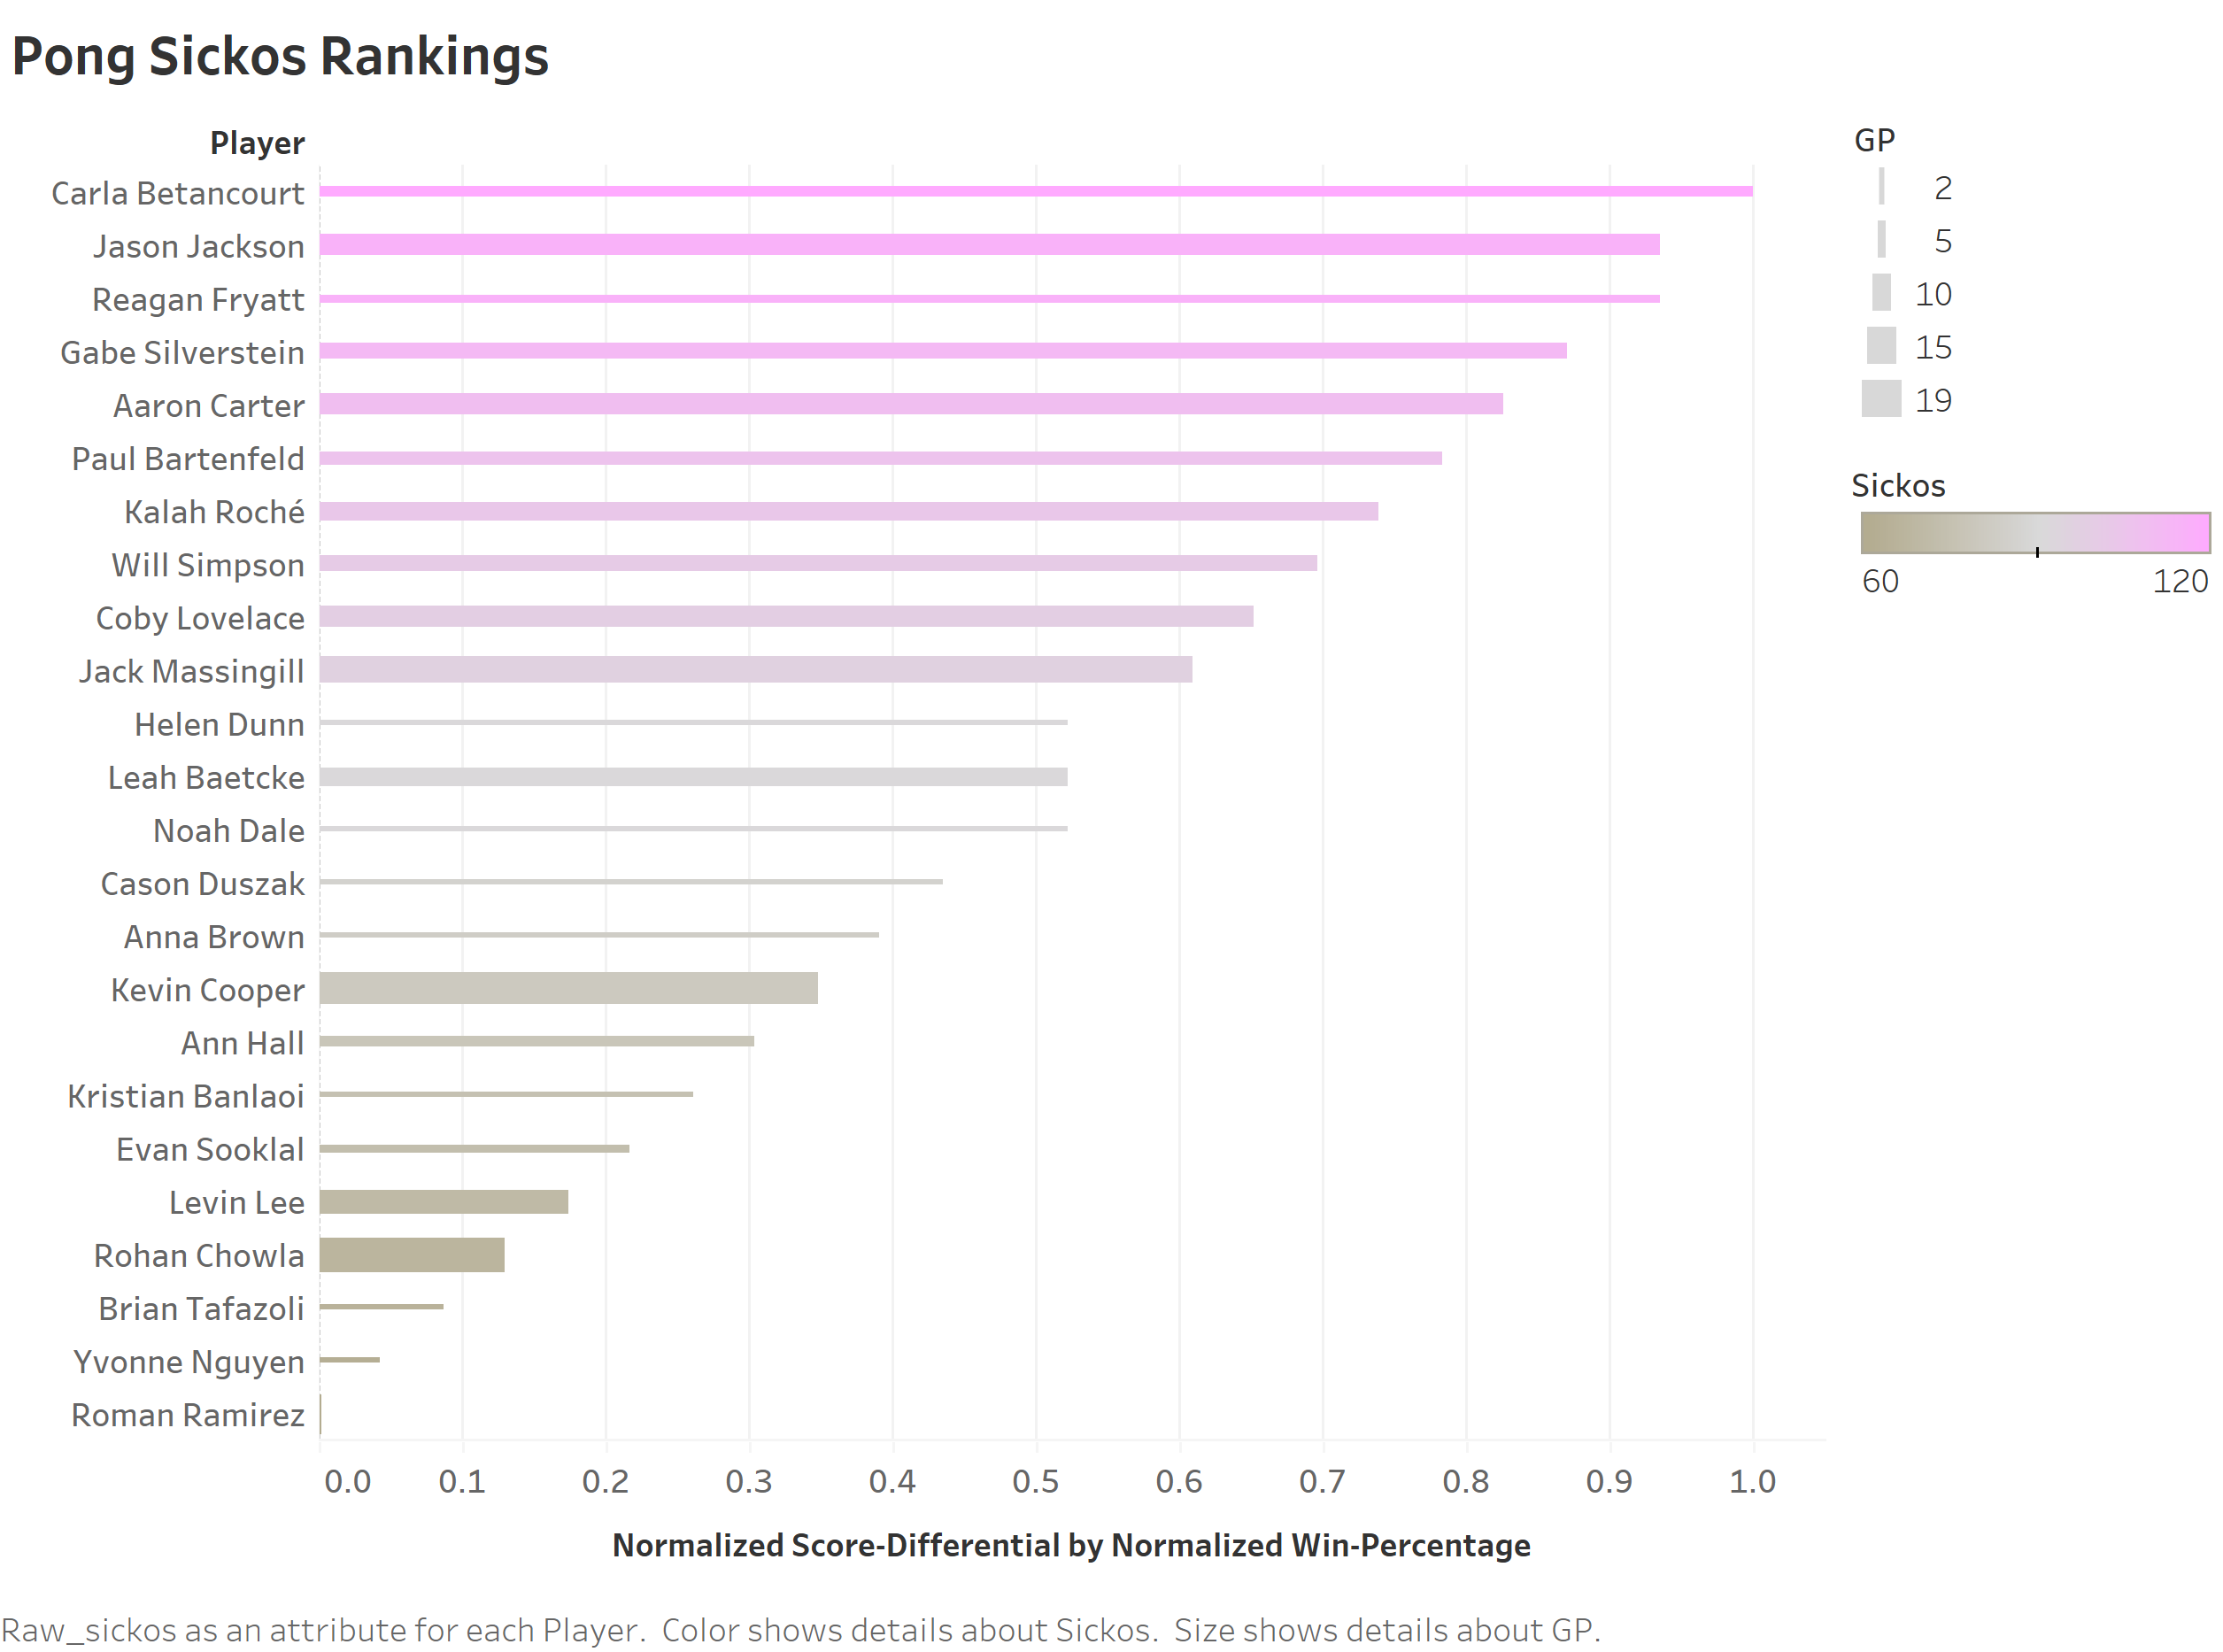 Pong Sickos Rankings
Player
Carla Betancourt
Jason Jackson
Reagan Fryatt
Gabe Silverstein
Aaron Carter
Paul Bartenfeld
Kalah Roché
Will Simpson
Coby Lovelace
Jack Massingill
Helen Dunn
Leah Baetcke
Noah Dale
Cason Duszak
Anna Brown
Kevin Cooper
Ann Hall
Kristian Banlaoi
Evan Sooklal
Levin Lee
Rohan Chowla
Brian Tafazoli
Yvonne Nguyen
Roman Ramirez
0.0 0.1 0.2 0.3 0.4 0.5 0.6 0.7 0.8 0.9 1.0
Normalized Score-Differential by Normalized Win-Percentage
GP
2
5
10
15
19
Sickos
60 120
Raw_sickos as an attribute for each Player. Color shows details about Sickos. Size shows details about GP.